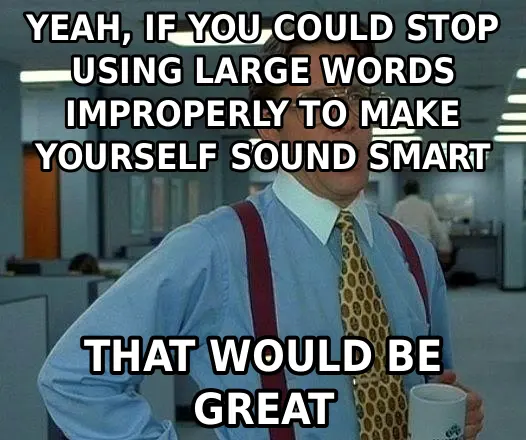 YEAH, IF YOU COULD STOP
USING LARGE WORDS
IMPROPERLY TO MAKE
YOURSELF SOUND SMART
THAT WOULD BE
GREAT